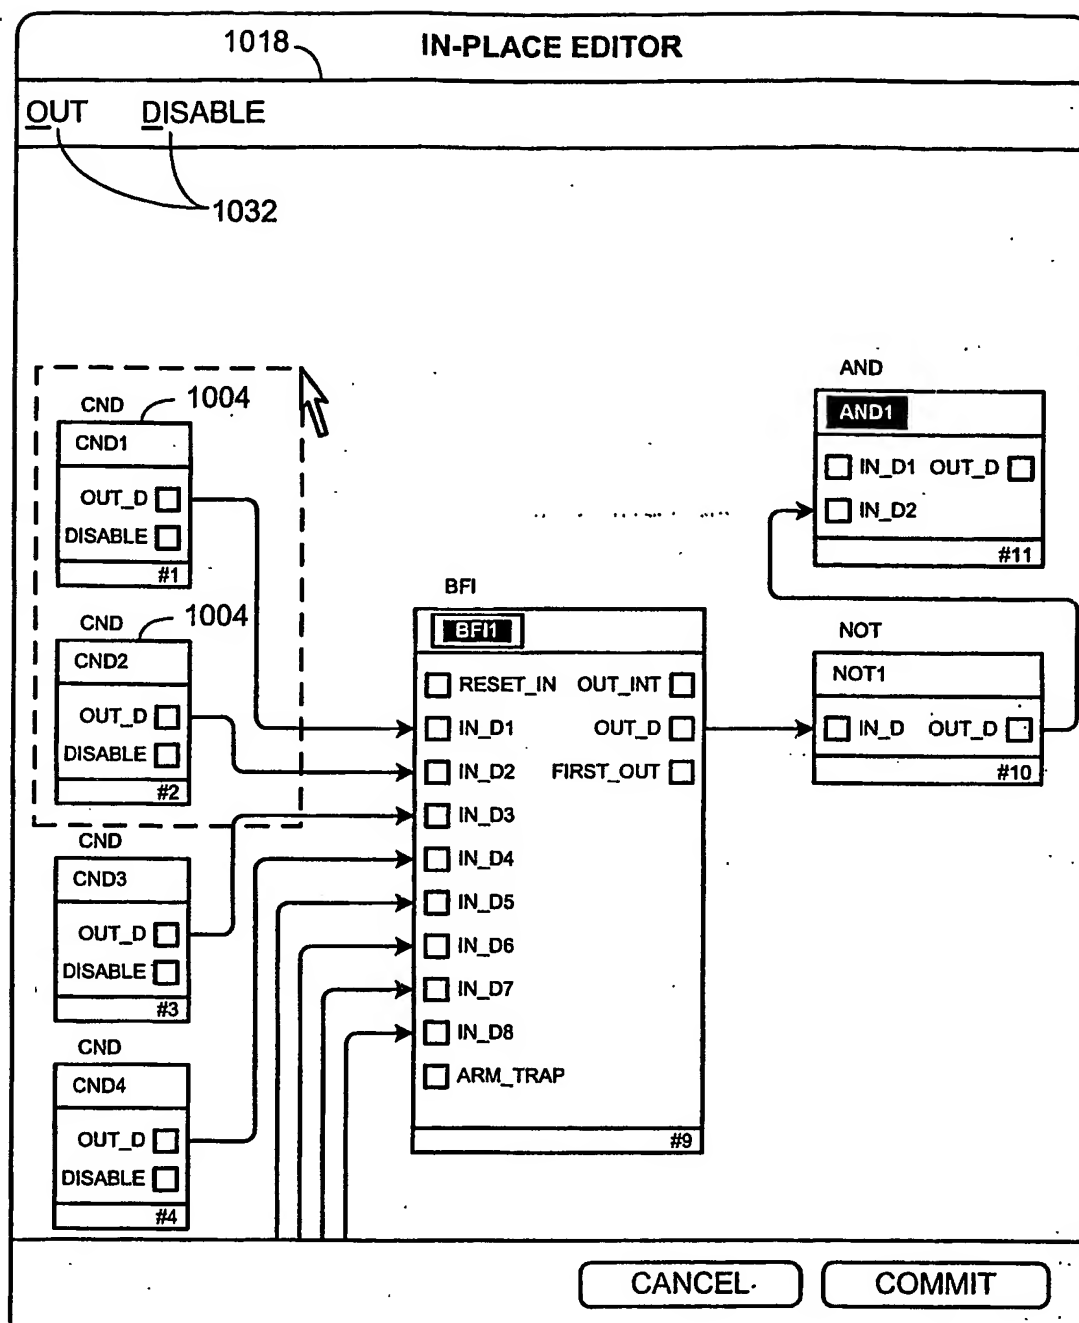 1018
IN-PLACE EDITOR
OUT DISABLE
1032
CND 1004
CND1
OUT_D
DISABLE
#1
CND 1004
CND2
OUT_D
DISABLE
#2
CND
CND3
OUT_D
DISABLE
#3
CND
CND4
OUT_D
DISABLE
#4
BFI
BFI1
RESET_IN OUT_INT
IN_D1 OUT_D
IN_D2 FIRST_OUT
IN_D3
IN_D4
IN_D5
IN_D6
IN_D7
IN_D8
ARM_TRAP
#9
AND
AND1
IN_D1 OUT_D
IN_D2
#11
NOT
NOT1
IN_D OUT_D
#10
CANCEL COMMIT